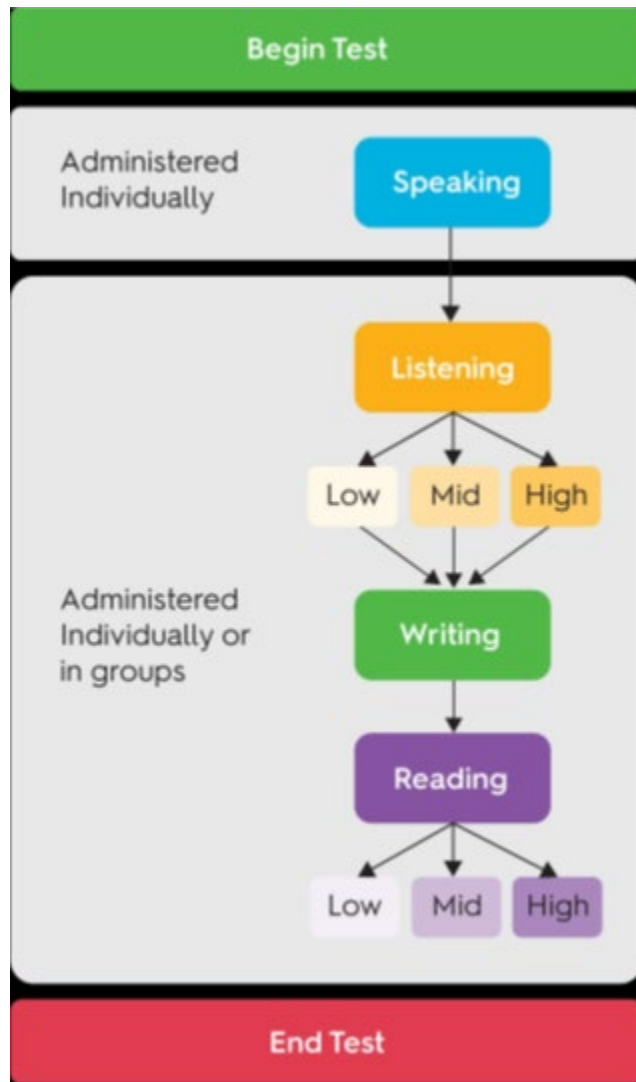 Begin Test
Administered
Individually
Speaking
Listening
Low Mid High
Administered
Individually or
in groups
Writing
Reading
Low Mid High
End Test